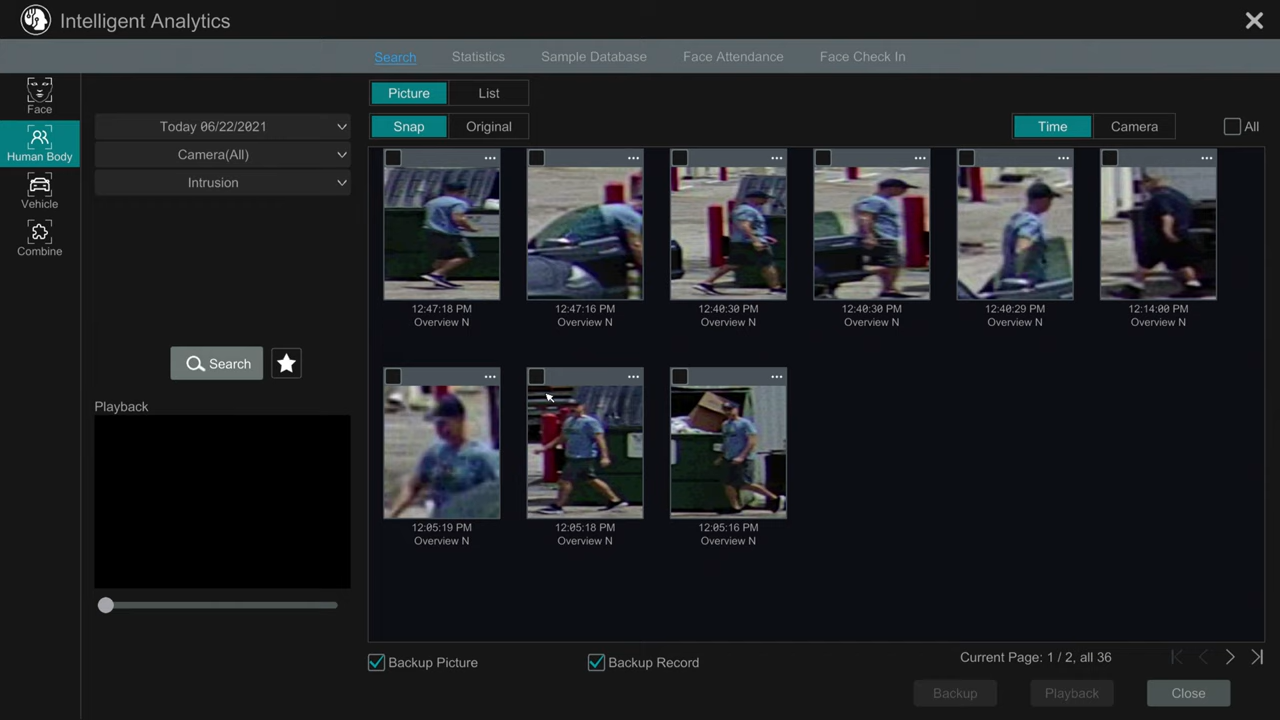 Intelligent Analytics
Search Statistics Sample Database Face Attendance Face Check In
Face
Human Body
Vehicle
Combine
Today 06/22/2021
Camera(All)
Intrusion
Search
Playback
Picture List
Snap Original
Time Camera All
12:47:18 PM 12:47:16 PM 12:40:30 PM 12:40:30 PM 12:40:29 PM 12:14:00 PM
Overview N Overview N Overview N Overview N Overview N Overview N
12:05:19 PM 12:05:18 PM 12:05:16 PM
Overview N Overview N Overview N
Backup Picture Backup Record
Current Page: 1 / 2, all 36
Backup Playback Close